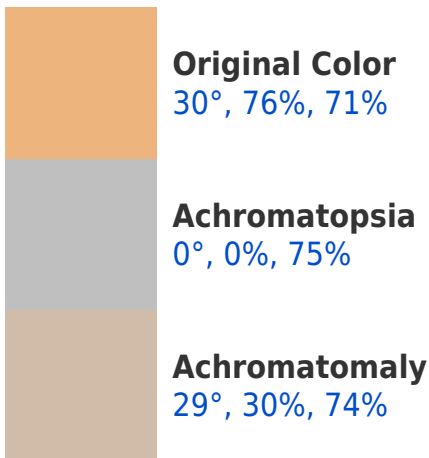 Original Color
30°, 76%, 71%
Achromatopsia
0°, 0%, 75%
Achromatomaly
29°, 30%, 74%